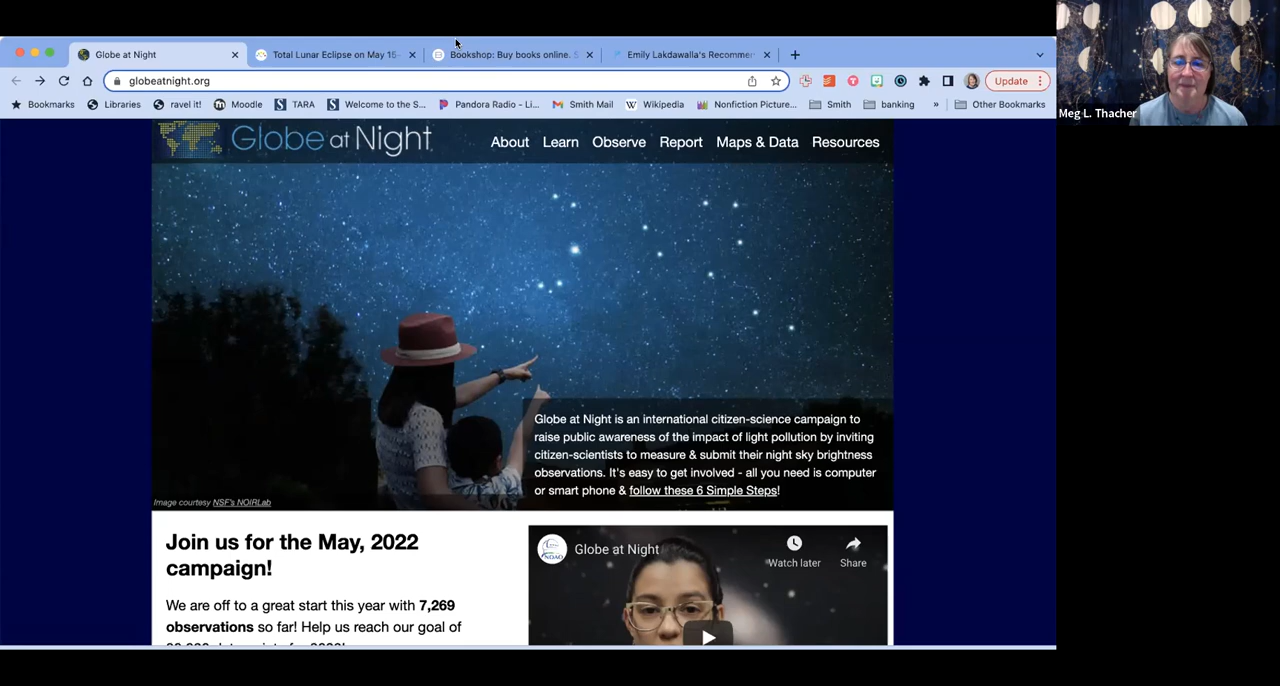 Globe at Night
Total Lunar Eclipse on May 15-
Bookshop: Buy books online. S
Emily Lakdawalla's Recommen
globeatnight.org
Update
Bookmarks
Libraries
ravel it!
Moodle
TARA
Welcome to the S...
Pandora Radio – Li...
Smith Mail
Wikipedia
Nonfiction Picture...
Smith
banking
»
Other Bookmarks
Meg L. Thacher
Globe at Night
About
Learn
Observe
Report
Maps & Data
Resources
Globe at Night is an international citizen-science campaign to
raise public awareness of the impact of light pollution by inviting
citizen-scientists to measure & submit their night sky brightness
observations. It's easy to get involved - all you need is computer
or smart phone & follow these 6 Simple Steps!
Image courtesy NSF's NOIRLab
Join us for the May, 2022
campaign!
We are off to a great start this year with 7,269
observations so far! Help us reach our goal of
Globe at Night
Watch later
Share